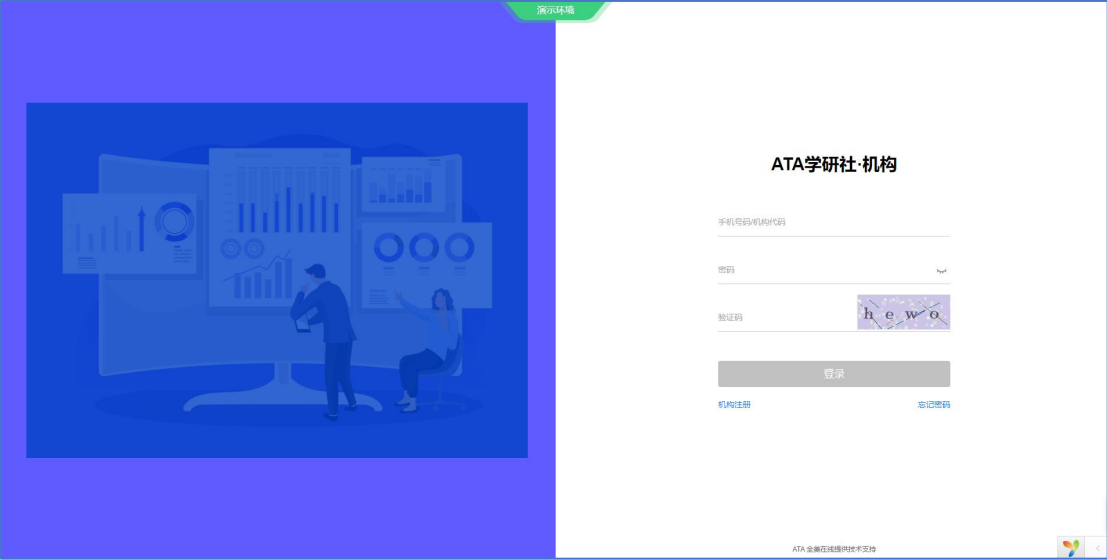 演示环境
ATA学研社·机构
手机号码/机构代码
密码
验证码
hewo
登录
机构注册 忘记密码
ATA 全美在线提供技术支持